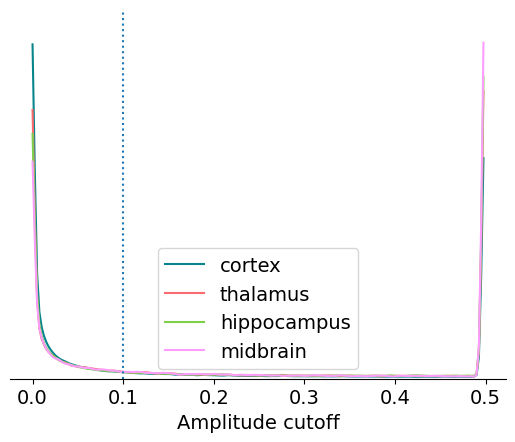 cortex
thalamus
hippocampus
midbrain
0.0 0.1 0.2 0.3 0.4 0.5
Amplitude cutoff